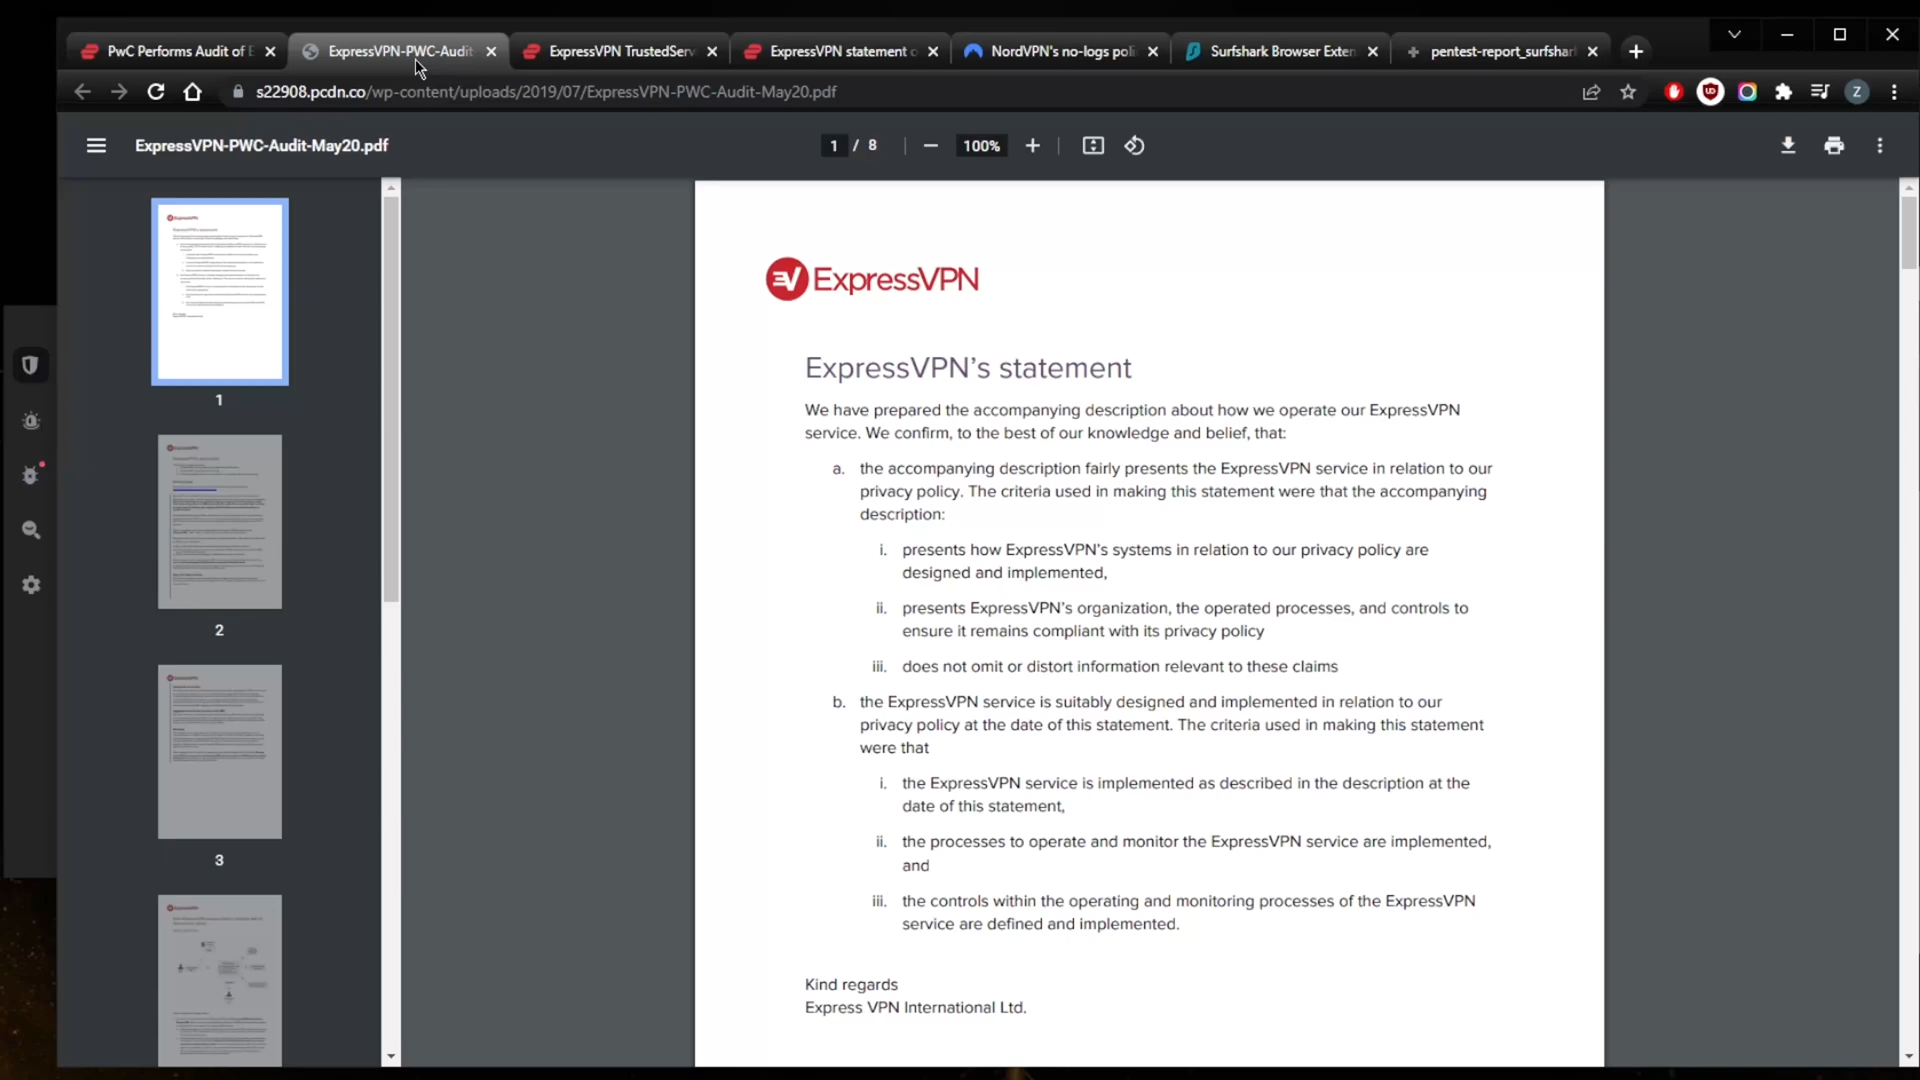 PwC Performs Audit of E
ExpressVPN-PWC-Audit
ExpressVPN TrustedServ
ExpressVPN statement o
NordVPN's no-logs poli
Surfshark Browser Exten
pentest-report_surfshar
s22908.pcdn.co/wp-content/uploads/2019/07/ExpressVPN-PWC-Audit-May20.pdf
Z
ExpressVPN-PWC-Audit-May20.pdf
1 / 8
100%
1
2
3
ExpressVPN
ExpressVPN’s statement
We have prepared the accompanying description about how we operate our ExpressVPN
service. We confirm, to the best of our knowledge and belief, that:
a. the accompanying description fairly presents the ExpressVPN service in relation to our
privacy policy. The criteria used in making this statement were that the accompanying
description:
i. presents how ExpressVPN’s systems in relation to our privacy policy are
designed and implemented,
ii. presents ExpressVPN’s organization, the operated processes, and controls to
ensure it remains compliant with its privacy policy
iii. does not omit or distort information relevant to these claims
b. the ExpressVPN service is suitably designed and implemented in relation to our
privacy policy at the date of this statement. The criteria used in making this statement
were that
i. the ExpressVPN service is implemented as described in the description at the
date of this statement,
ii. the processes to operate and monitor the ExpressVPN service are implemented,
and
iii. the controls within the operating and monitoring processes of the ExpressVPN
service are defined and implemented.
Kind regards
Express VPN International Ltd.